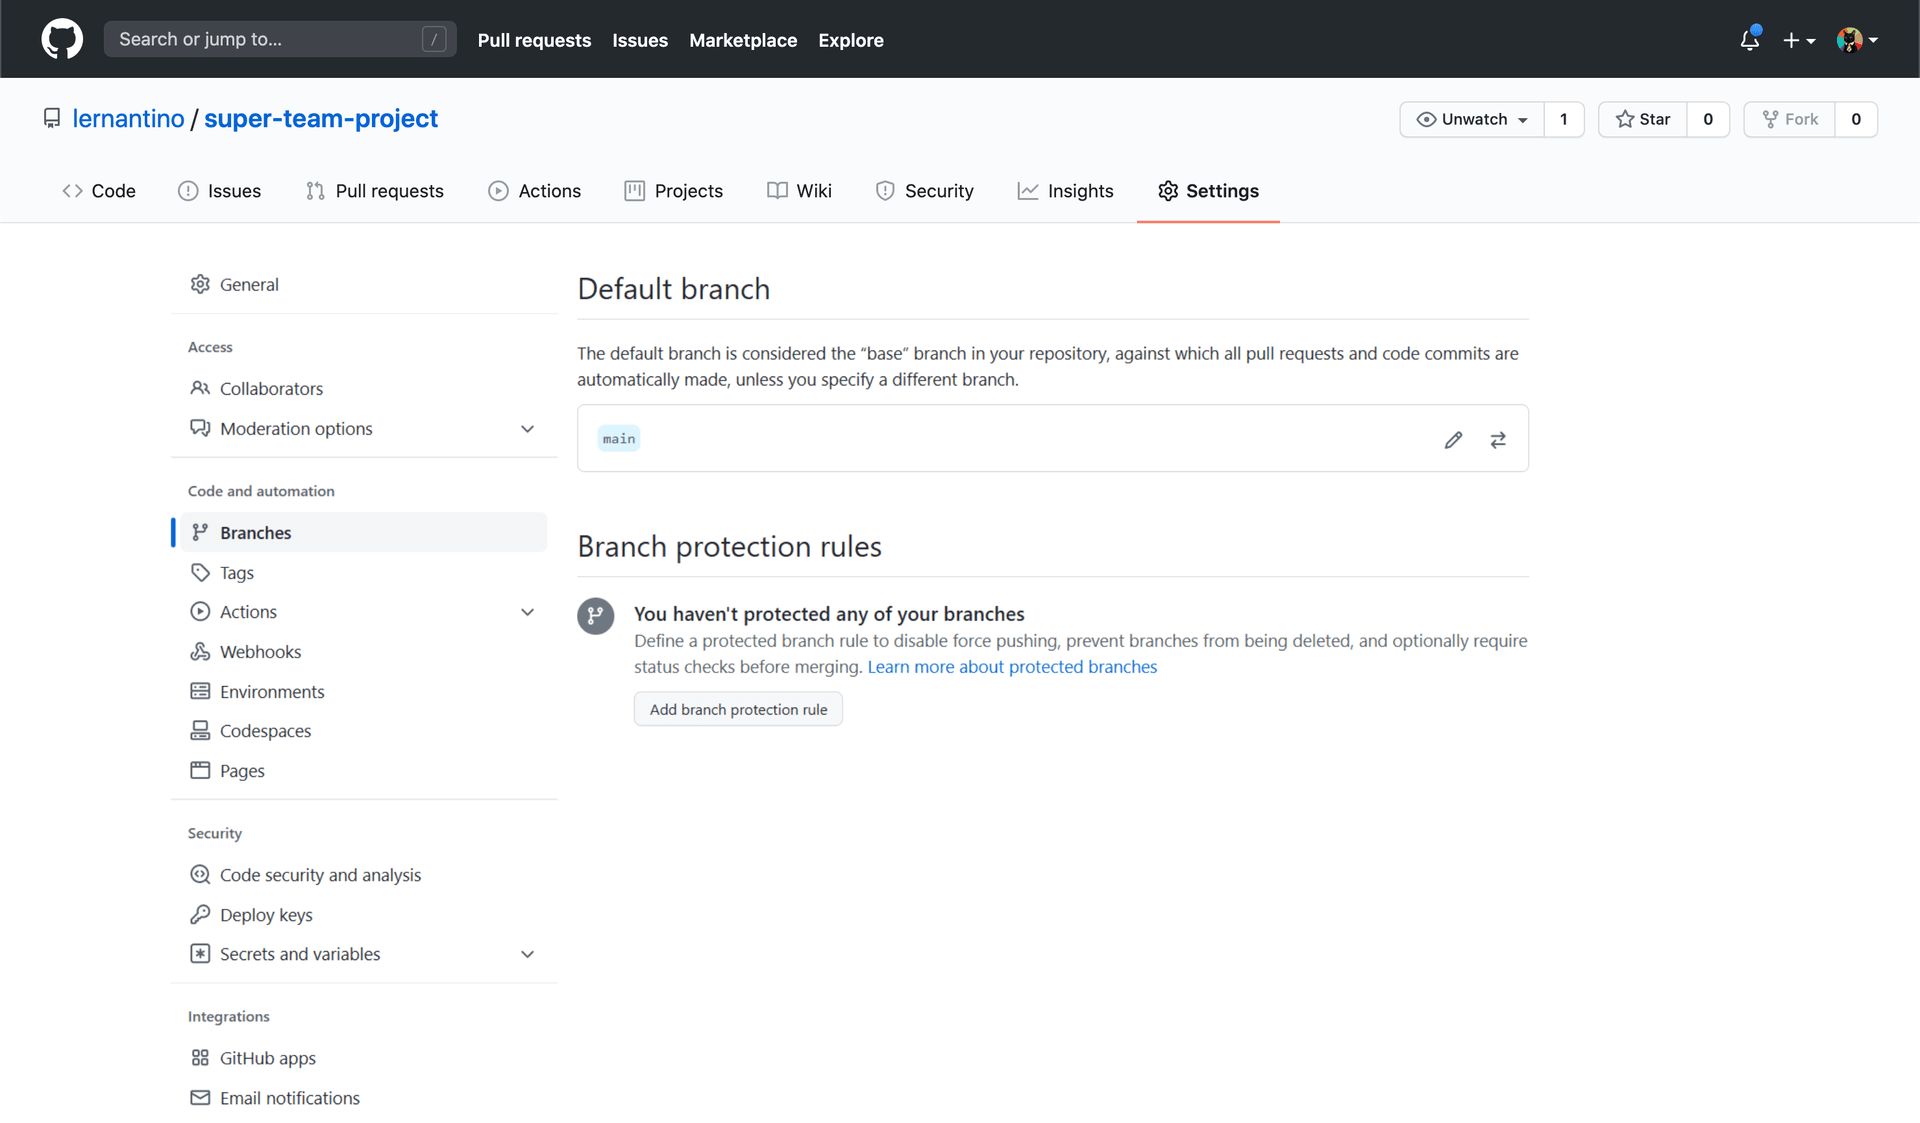 Search or jump to... / Pull requests Issues Marketplace Explore
lernantino / super-team-project Unwatch 1 Star 0 Fork 0
Code Issues Pull requests Actions Projects Wiki Security Insights Settings
General
Access
Collaborators
Moderation options
Code and automation
Branches
Tags
Actions
Webhooks
Environments
Codespaces
Pages
Security
Code security and analysis
Deploy keys
Secrets and variables
Integrations
GitHub apps
Email notifications
Default branch
The default branch is considered the “base” branch in your repository, against which all pull requests and code commits are
automatically made, unless you specify a different branch.
main
Branch protection rules
You haven't protected any of your branches
Define a protected branch rule to disable force pushing, prevent branches from being deleted, and optionally require
status checks before merging. Learn more about protected branches
Add branch protection rule